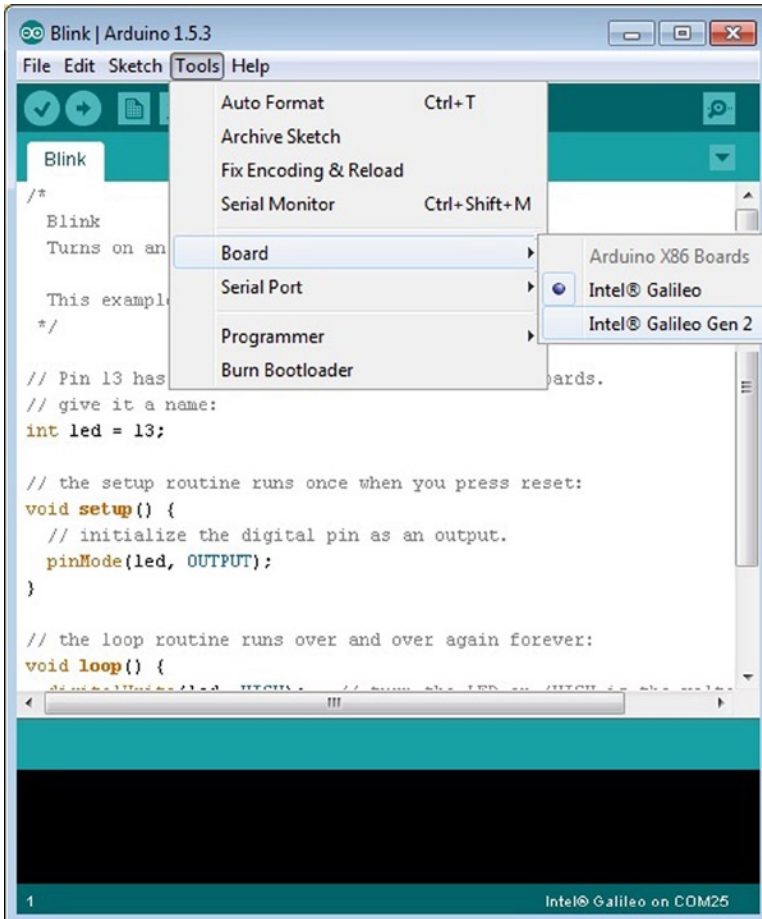 Blink | Arduino 1.5.3
File Edit Sketch Tools Help
Auto Format Ctrl+T
Archive Sketch
Fix Encoding & Reload
Serial Monitor Ctrl+Shift+M
Board
Serial Port
Programmer
Burn Bootloader
Arduino X86 Boards
Intel® Galileo
Intel® Galileo Gen 2
Blink
/*
Blink
Turns on an
This exampl
*/
// Pin 13 has
// give it a name:
int led = 13;
// the setup routine runs once when you press reset:
void setup() {
// initialize the digital pin as an output.
pinMode(led, OUTPUT);
}
// the loop routine runs over and over again forever:
void loop() {
1 Intel® Galileo on COM25